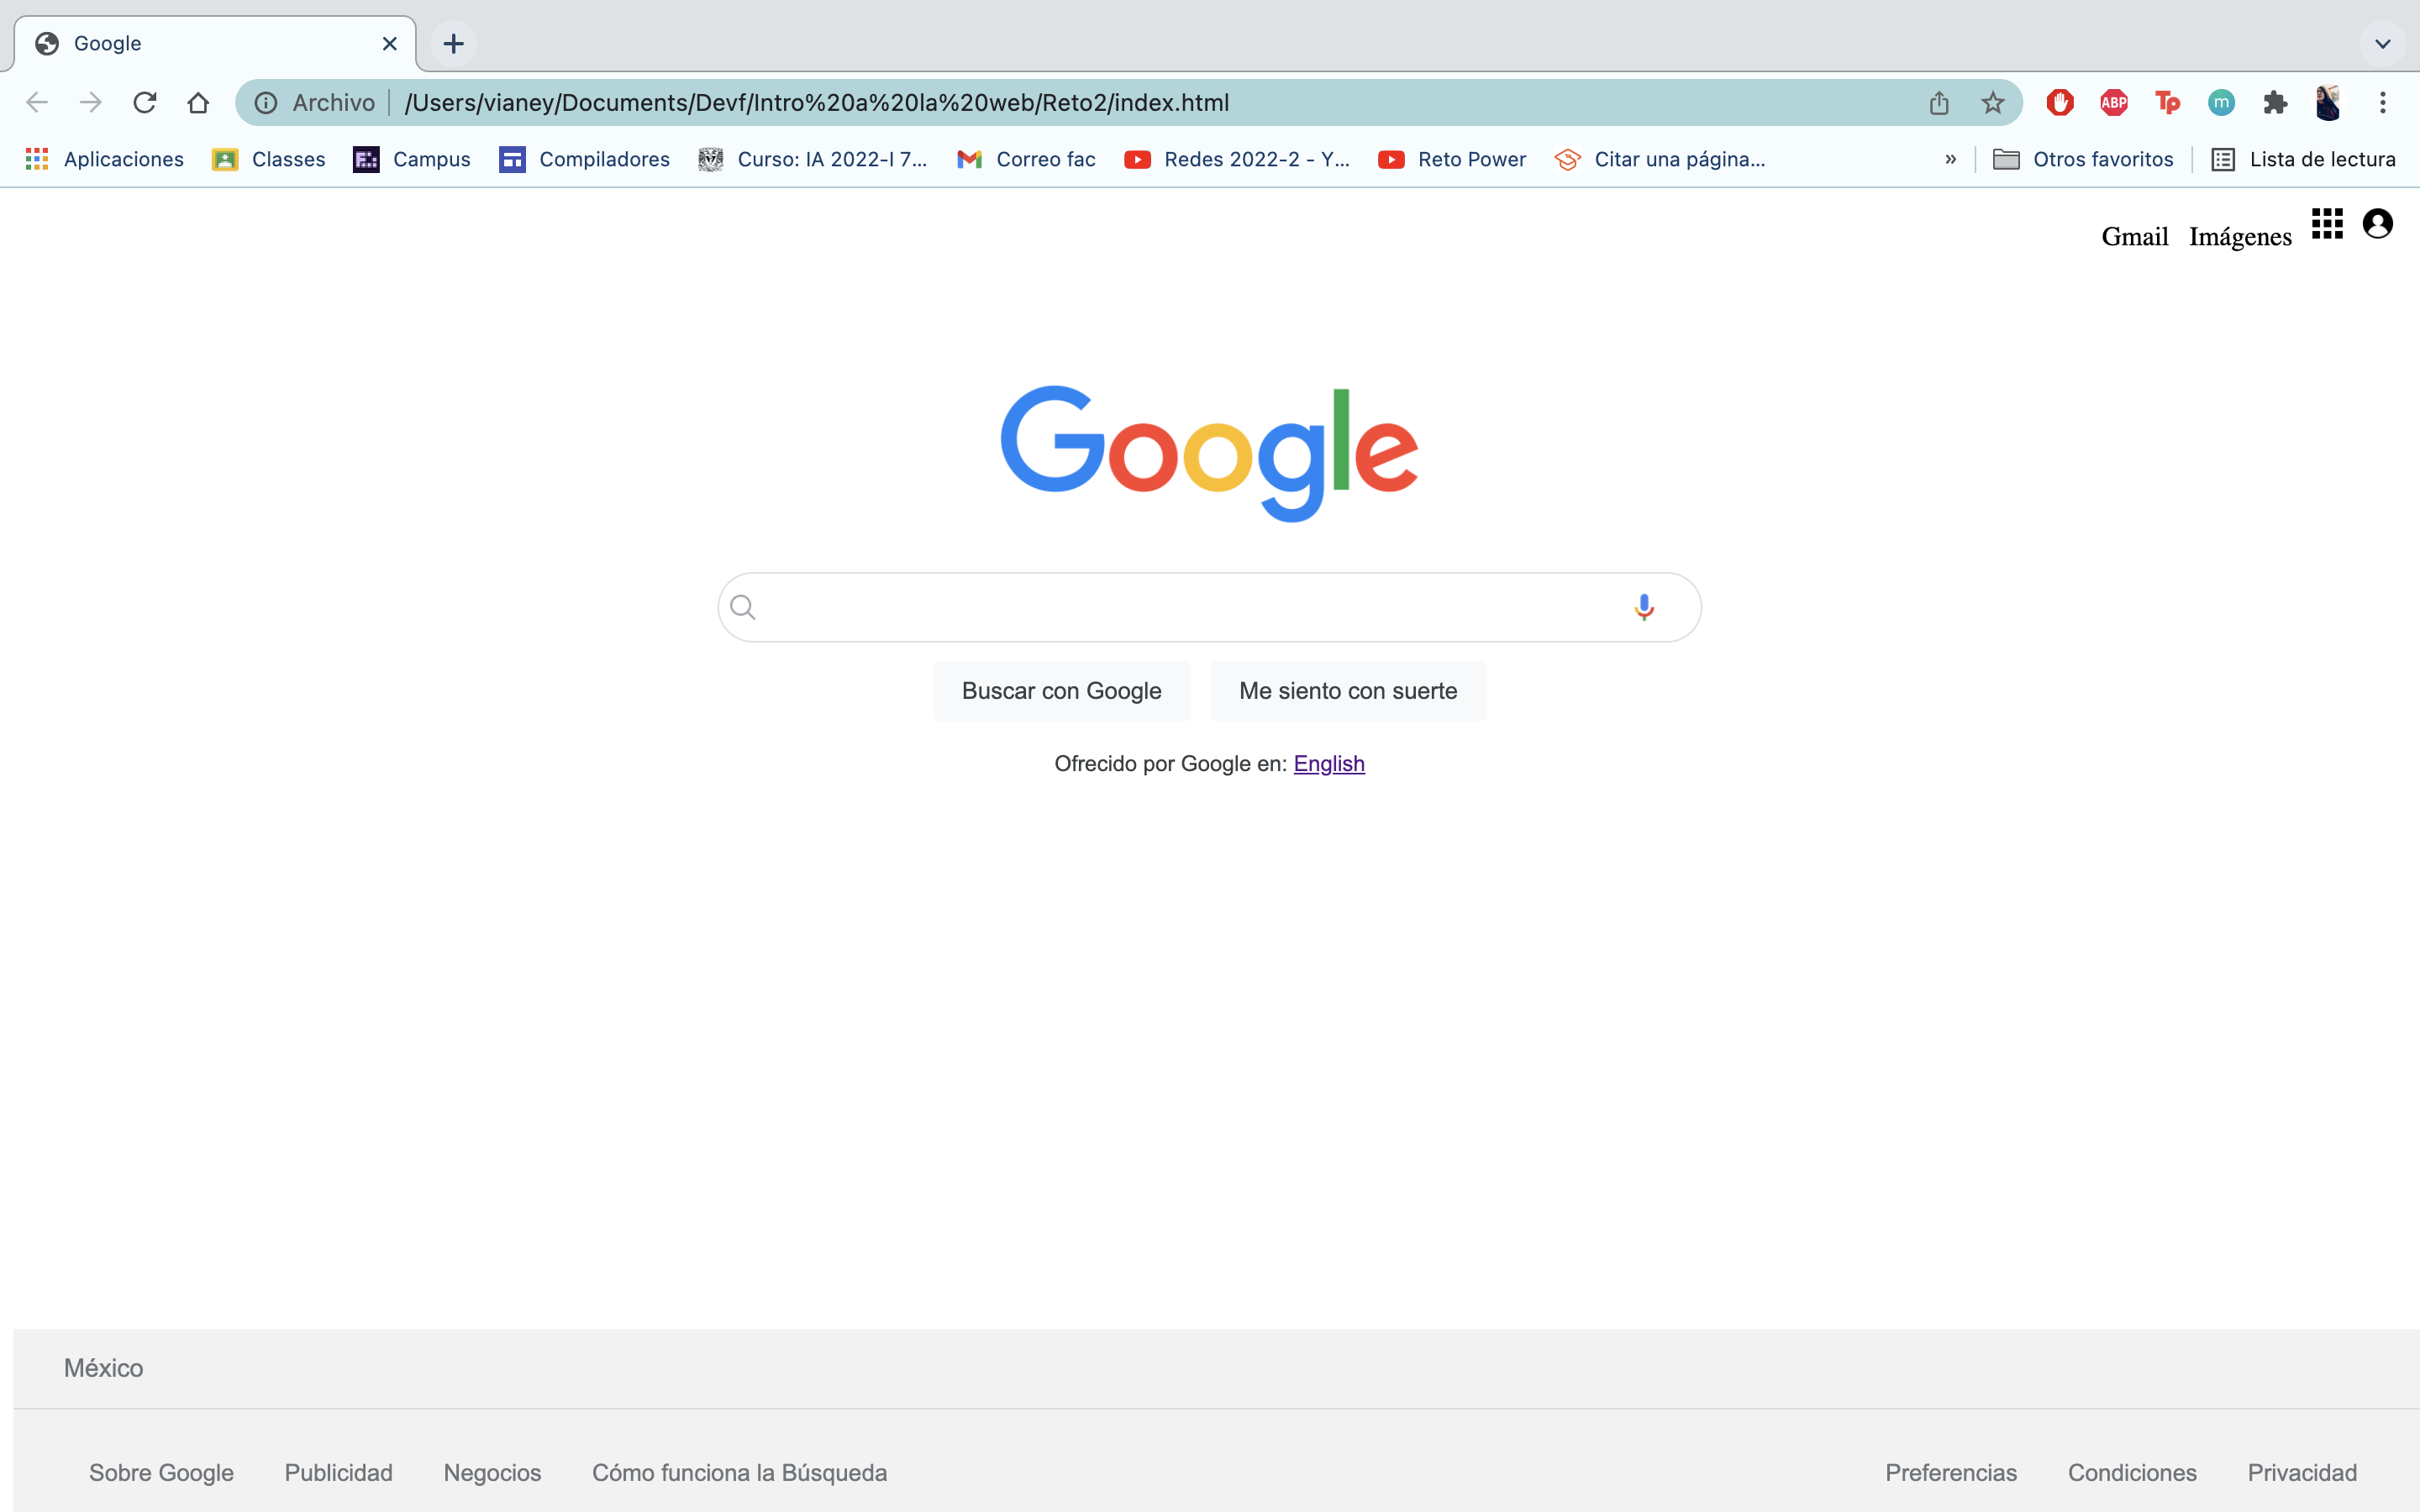 Google
Archivo /Users/vianey/Documents/Devf/Intro%20a%20la%20web/Reto2/index.html ABP Tp m
Aplicaciones Classes Campus Compiladores Curso: IA 2022-I 7... Correo fac Redes 2022-2 - Y... Reto Power Citar una página... » Otros favoritos Lista de lectura
Gmail Imágenes
Google
Buscar con Google Me siento con suerte
Ofrecido por Google en: English
México
Sobre Google Publicidad Negocios Cómo funciona la Búsqueda Preferencias Condiciones Privacidad